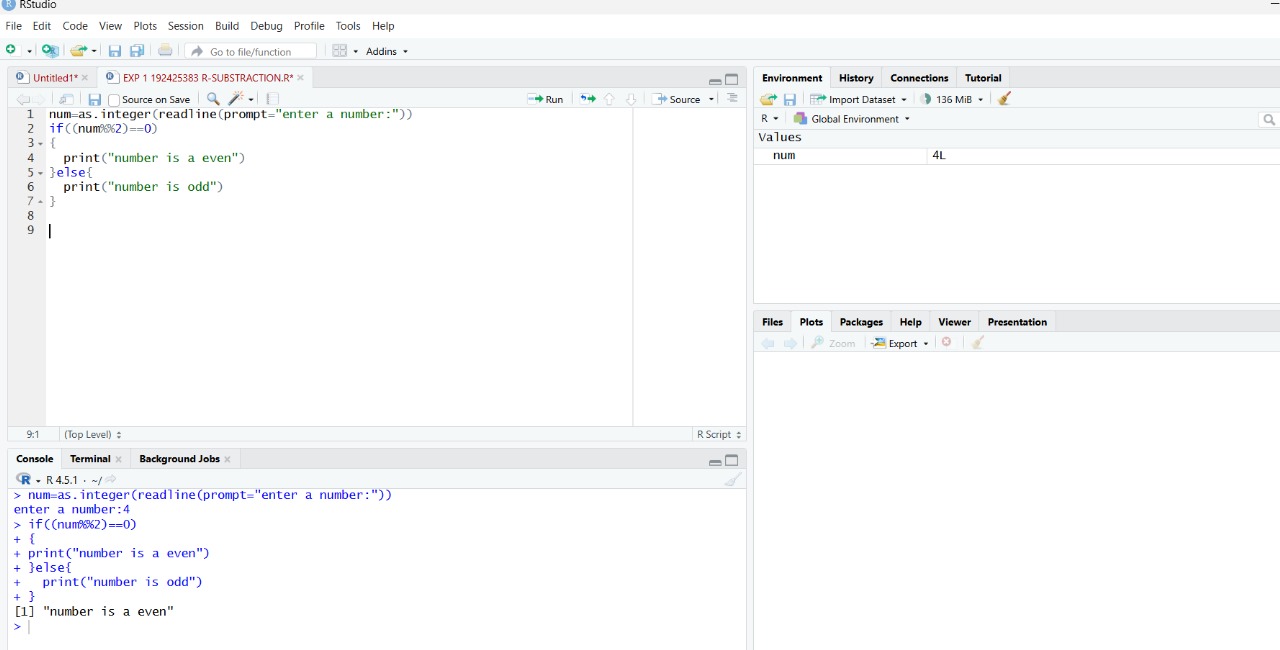 RStudio
File Edit Code View Plots Session Build Debug Profile Tools Help
Go to file/function Addins
Untitled1* EXP 1 192425383 R-SUBSTRACTION.R*
Source on Save Run Source
1 num=as.integer(readline(prompt="enter a number:"))
2 if((num%%2)==0)
3 {
4 print("number is a even")
5 }else{
6 print("number is odd")
7 }
8
9
9:1 (Top Level) R Script
Console Terminal Background Jobs
R 4.5.1 · ~/
> num=as.integer(readline(prompt="enter a number:"))
enter a number:4
> if((num%%2)==0)
+ {
+ print("number is a even")
+ }else{
+ print("number is odd")
+ }
[1] "number is a even"
>
Environment History Connections Tutorial
Import Dataset 136 MiB
R Global Environment
Values
num 4L
Files Plots Packages Help Viewer Presentation
Zoom Export